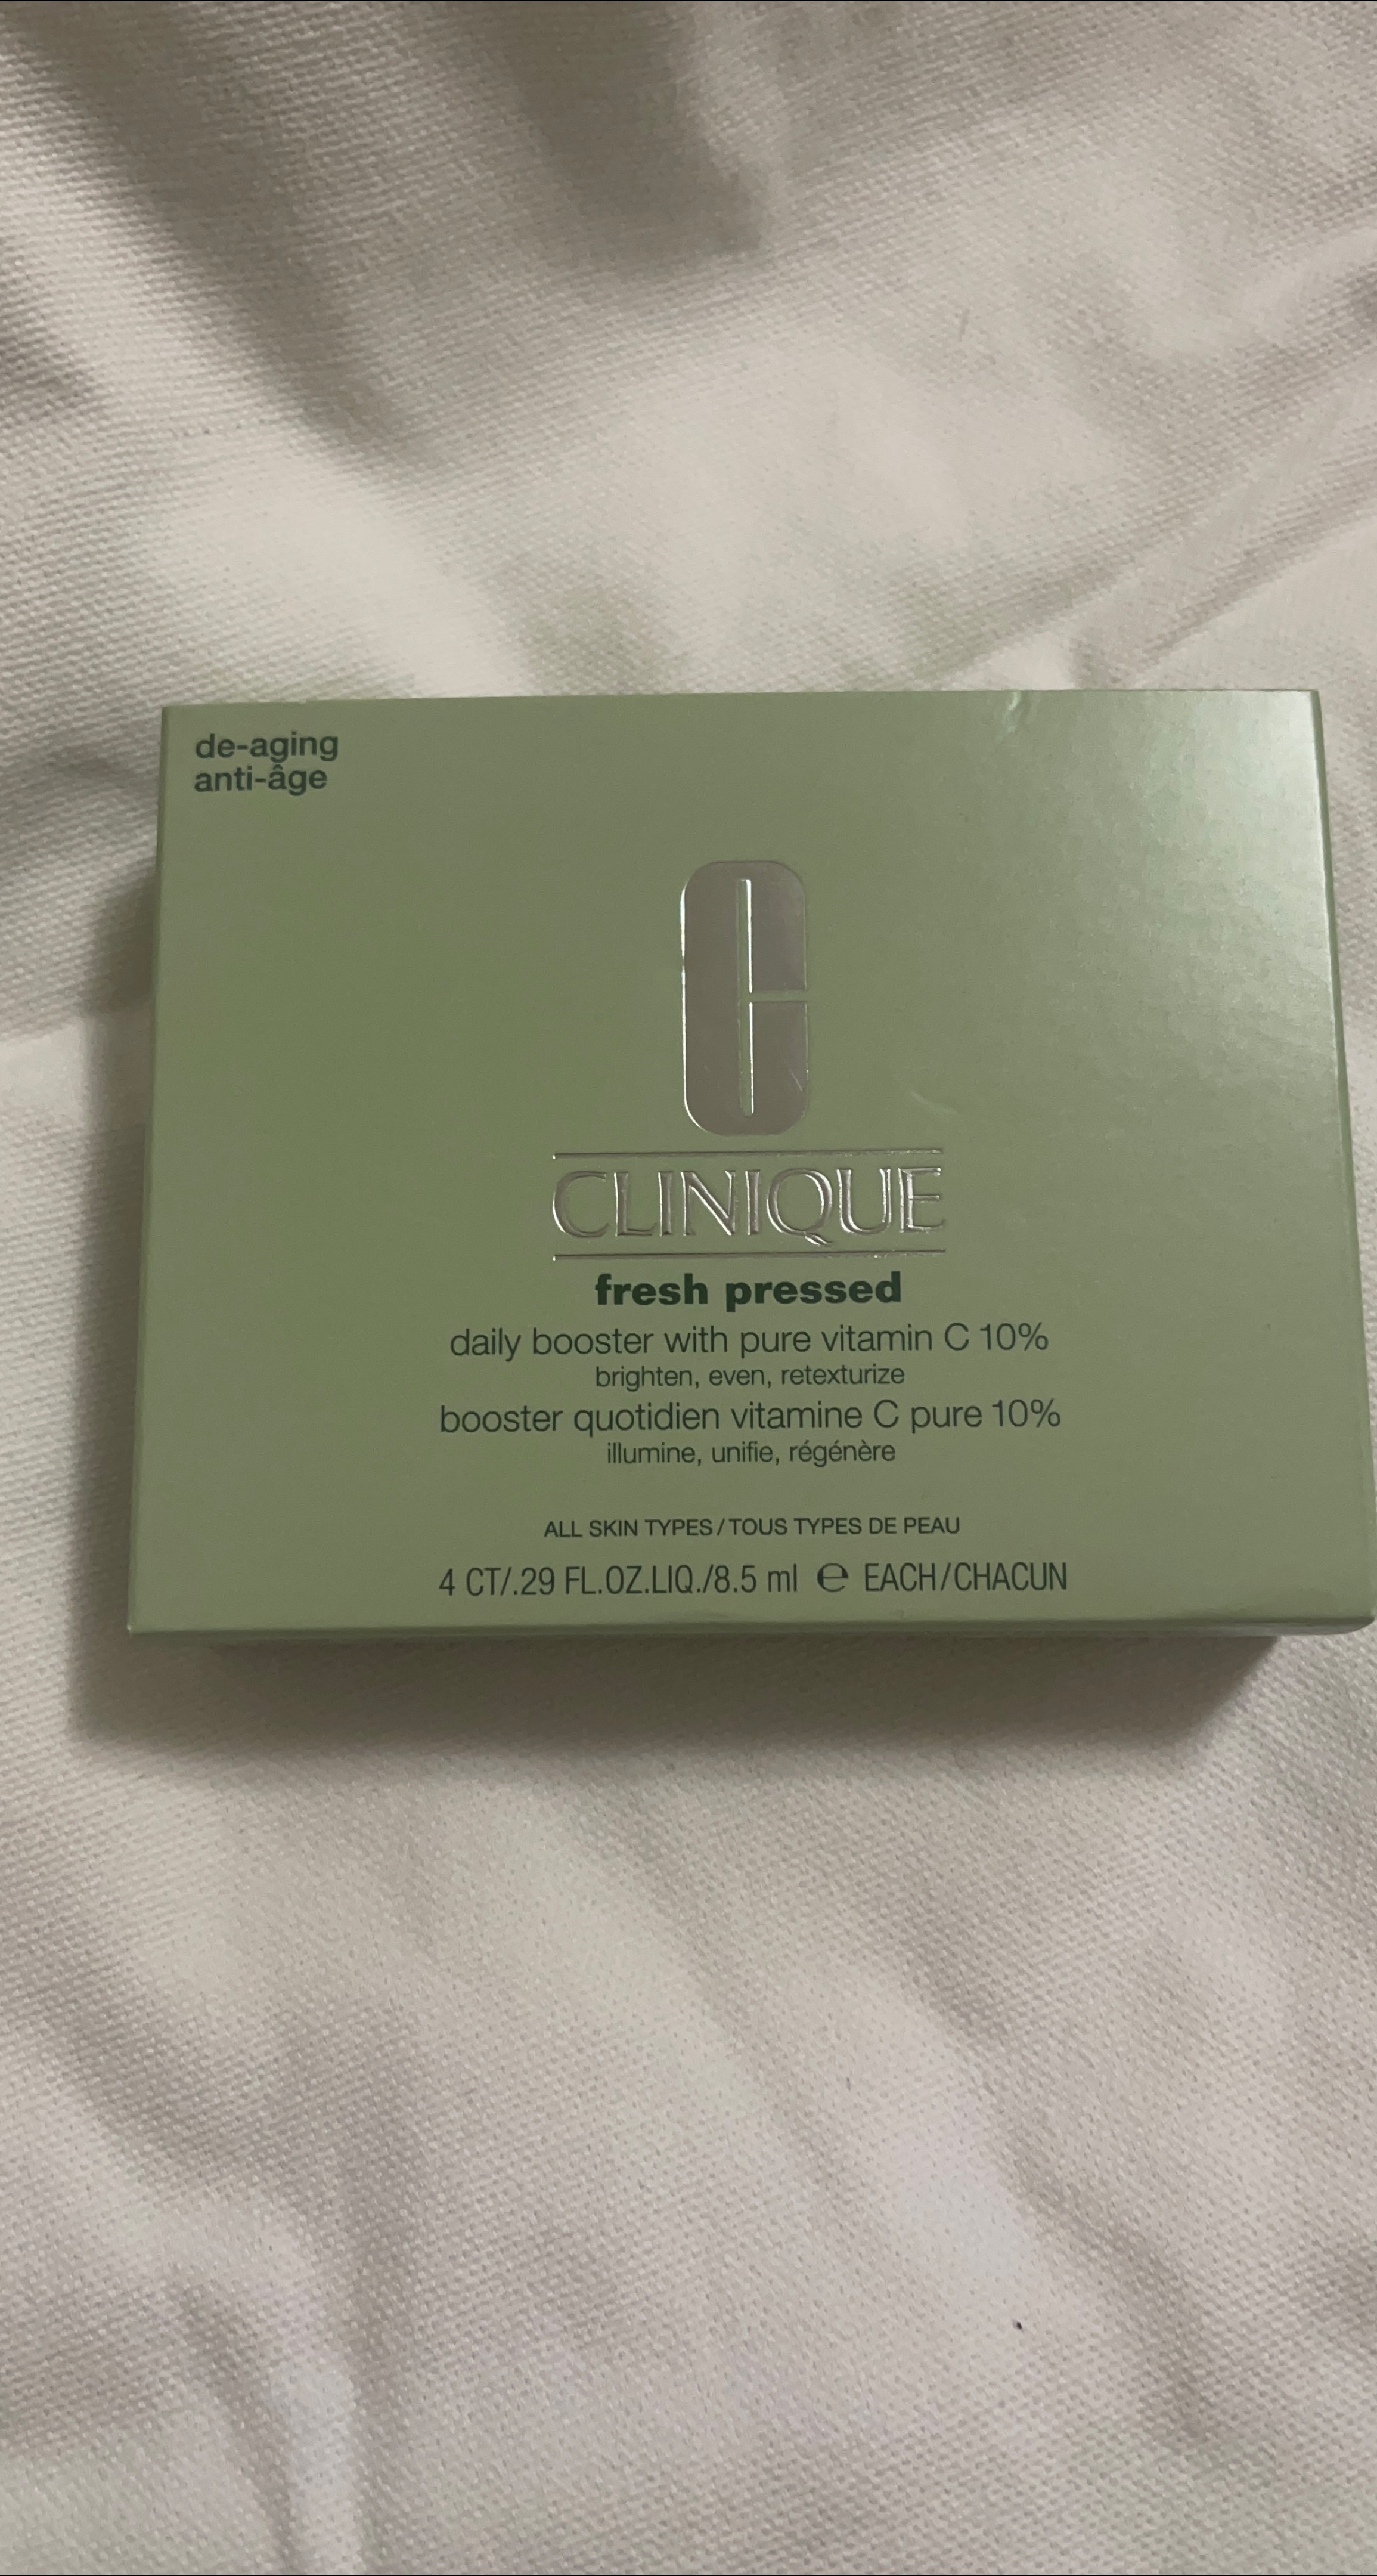 de-aging
anti-âge
CLINIQUE
fresh pressed
daily booster with pure vitamin C 10%
brighten, even, retexturize
booster quotidien vitamine C pure 10%
illumine, unifie, régénère
ALL SKIN TYPES/TOUS TYPES DE PEAU
4 CT/.29 FL.OZ.LIQ./8.5 ml ℮ EACH/CHACUN